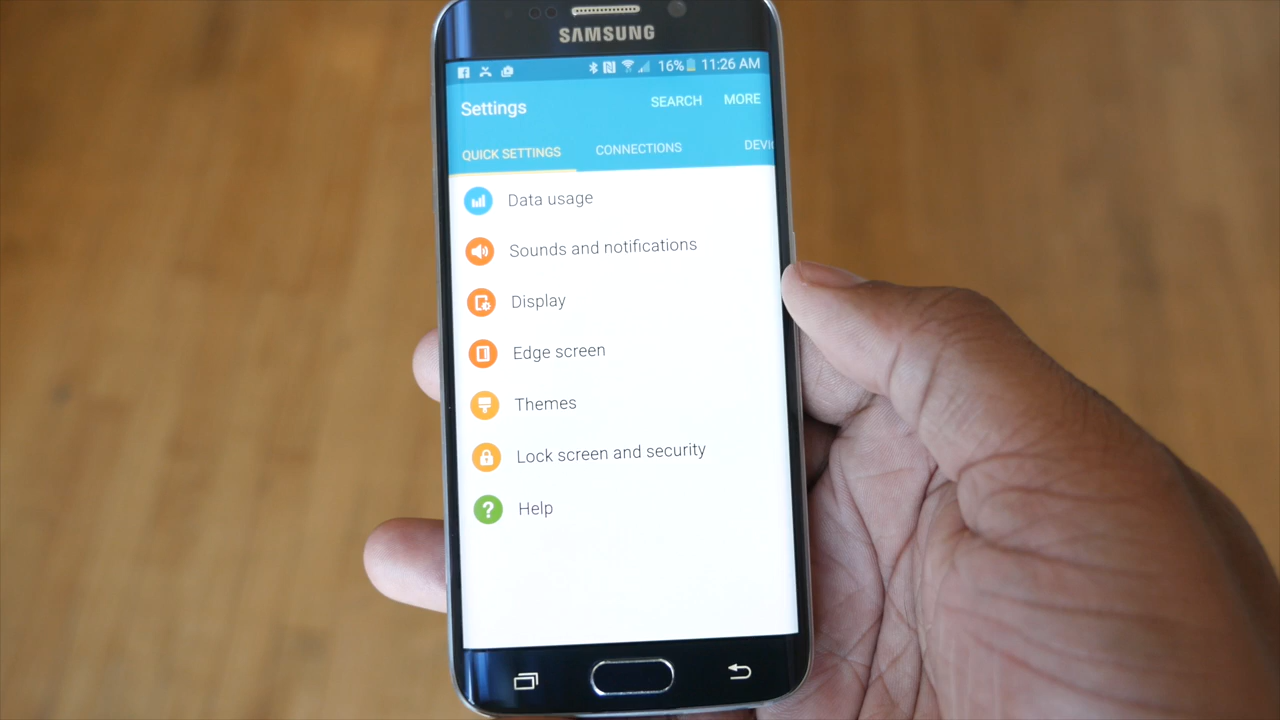 SAMSUNG
16% 11:26 AM
Settings SEARCH MORE
QUICK SETTINGS CONNECTIONS DEVI
Data usage
Sounds and notifications
Display
Edge screen
Themes
Lock screen and security
? Help